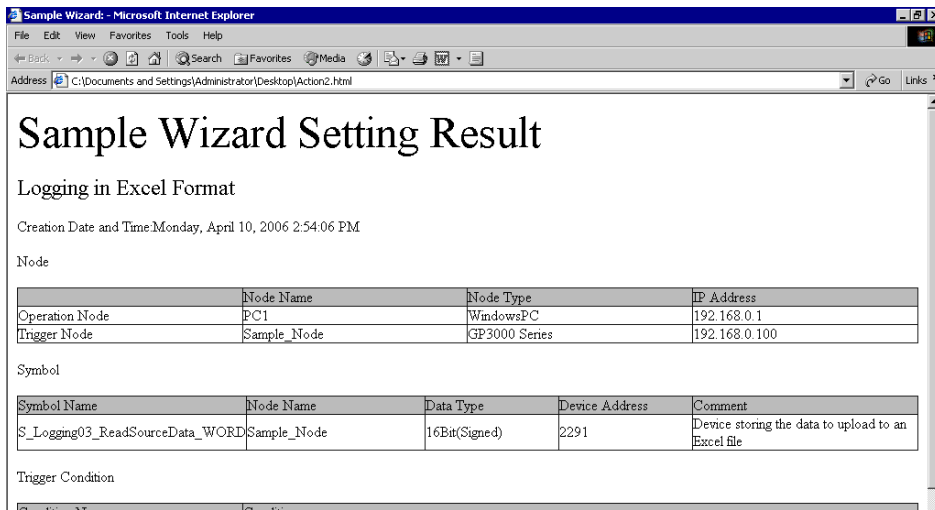 Sample Wizard: - Microsoft Internet Explorer
File Edit View Favorites Tools Help
Back Search Favorites Media
Address C:\Documents and Settings\Administrator\Desktop\Action2.html Go Links
Sample Wizard Setting Result
Logging in Excel Format
Creation Date and Time:Monday, April 10, 2006 2:54:06 PM
Node
Node Name Node Type IP Address
Operation Node PC1 WindowsPC 192.168.0.1
Trigger Node Sample_Node GP3000 Series 192.168.0.100
Symbol
Symbol Name Node Name Data Type Device Address Comment
S_Logging03_ReadSourceData_WORD Sample_Node 16Bit(Signed) 2291 Device storing the data to upload to an
Excel file
Trigger Condition